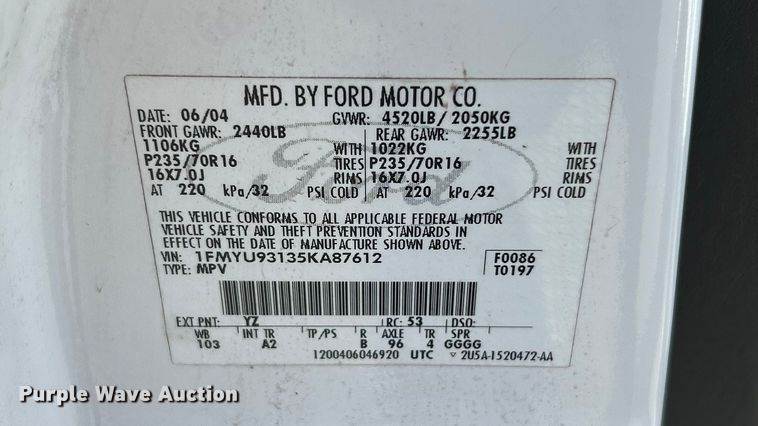 MFD. BY FORD MOTOR CO.
DATE: 06/04 GVWR: 4520LB/ 2050KG
FRONT GAWR: 2440LB REAR GAWR: 2255LB
1106KG WITH 1022KG WITH
P235/70R16 TIRES P235/70R16 TIRES
16X7.0J RIMS 16X7.0J RIMS
AT 220 kPa/32 PSI COLD AT 220 kPa/32 PSI COLD
Ford
THIS VEHICLE CONFORMS TO ALL APPLICABLE FEDERAL MOTOR
VEHICLE SAFETY AND THEFT PREVENTION STANDARDS IN
EFFECT ON THE DATE OF MANUFACTURE SHOWN ABOVE.
VIN: 1FMYU93135KA87612 F0086
TYPE: MPV T0197
EXT PNT: YZ RC: 53 DSO:
WB INT TR TP/PS R AXLE TR SPR
103 A2 B 96 4 GGGG
1200406046920 UTC 2U5A-1520472-AA
Purple Wave Auction